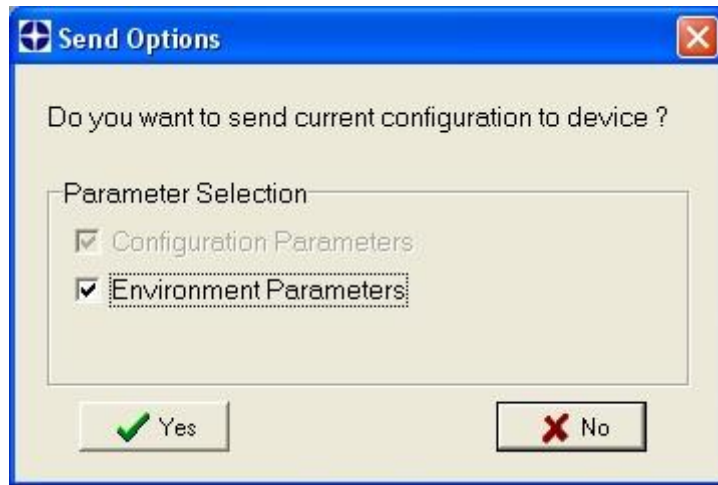 Send Options
Do you want to send current configuration to device ?
Parameter Selection
Configuration Parameters
Environment Parameters
Yes
No